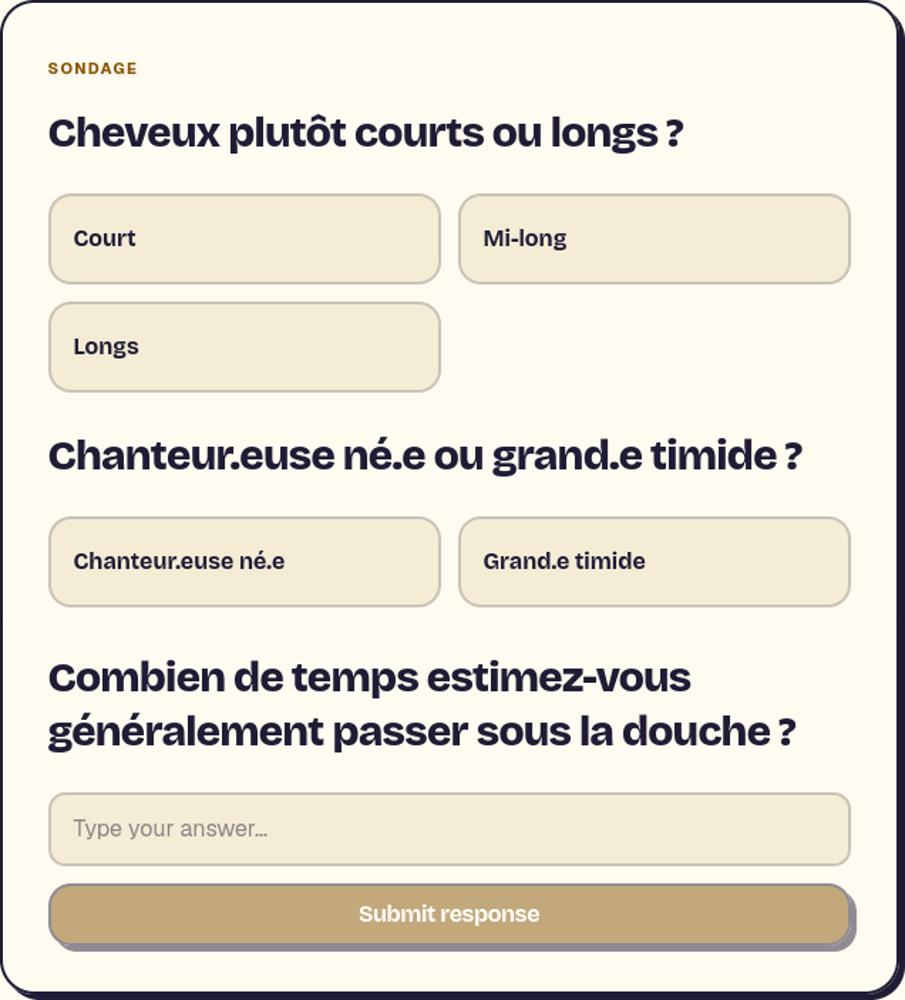 SONDAGE
Cheveux plutôt courts ou longs ?
Court
Mi-long
Longs
Chanteur.euse né.e ou grand.e timide ?
Chanteur.euse né.e
Grand.e timide
Combien de temps estimez-vous
généralement passer sous la douche ?
Type your answer...
Submit response